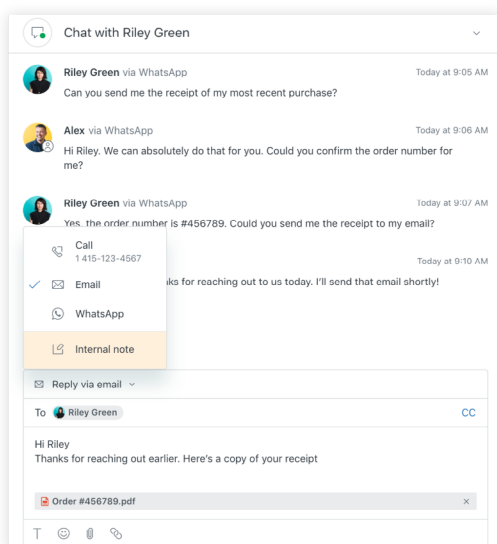 Chat with Riley Green
Riley Green via WhatsApp
Today at 9:05 AM
Can you send me the receipt of my most recent purchase?
Alex via WhatsApp
Today at 9:06 AM
Hi Riley. We can absolutely do that for you. Could you confirm the order number for
me?
Riley Green via WhatsApp
Today at 9:07 AM
Yes, the order number is #456789. Could you send me the receipt to my email?
Today at 9:10 AM
ks for reaching out to us today. I'll send that email shortly!
Call
1 415-123-4567
Email
WhatsApp
Internal note
Reply via email
To Riley Green
CC
Hi Riley
Thanks for reaching out earlier. Here's a copy of your receipt
Order #456789.pdf